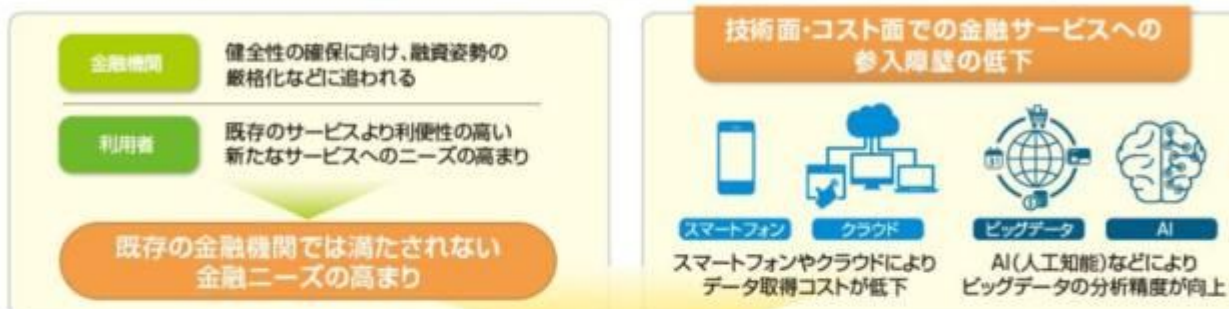 金融機関
健全性の確保に向け、融資姿勢の
厳格化などに追われる
利用者
既存のサービスより利便性の高い
新たなサービスへのニーズの高まり
既存の金融機関では満たされない
金融ニーズの高まり
技術面・コスト面での金融サービスへの
参入障壁の低下
スマートフォン
クラウド
ビッグデータ
AI
スマートフォンやクラウドにより
データ取得コストが低下
AI(人工知能)などにより
ビッグデータの分析精度が向上